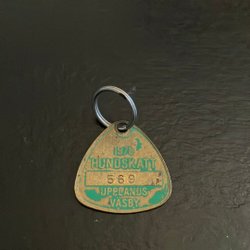 HUNDSKATT
569
UPPLANDS
VÄSBY